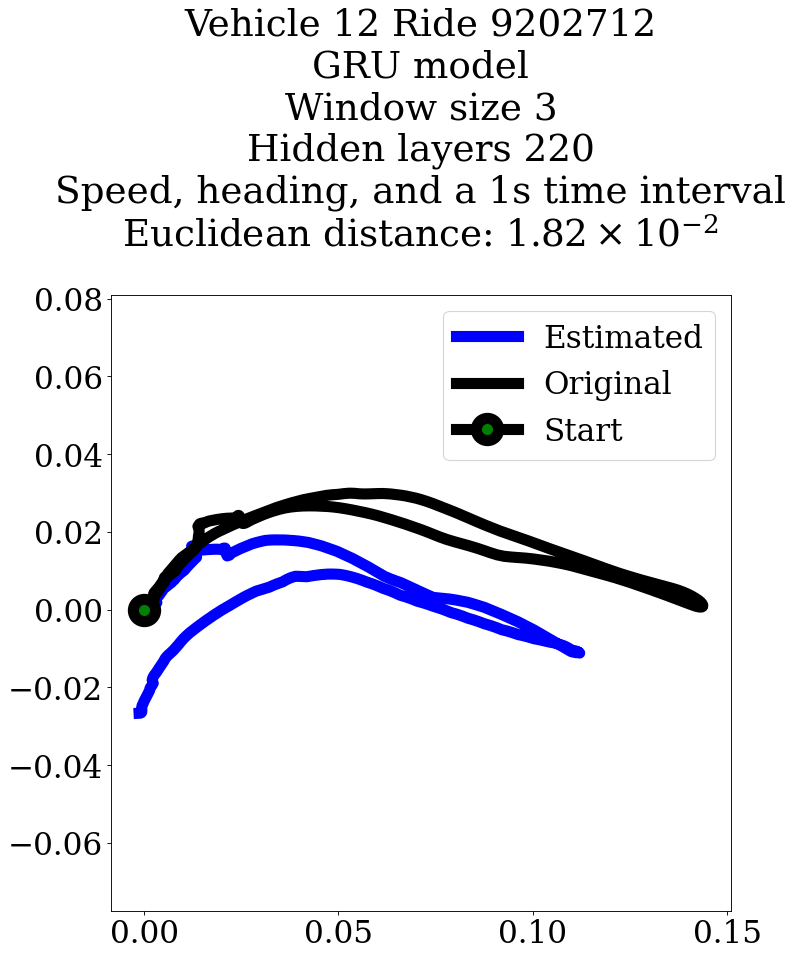 Vehicle 12 Ride 9202712
GRU model
Window size 3
Hidden layers 220
Speed, heading, and a 1s time interval
Euclidean distance: 1.82 × 10⁻²
0.08
0.06
0.04
0.02
0.00
−0.02
−0.04
−0.06
Estimated
Original
Start
0.00 0.05 0.10 0.15